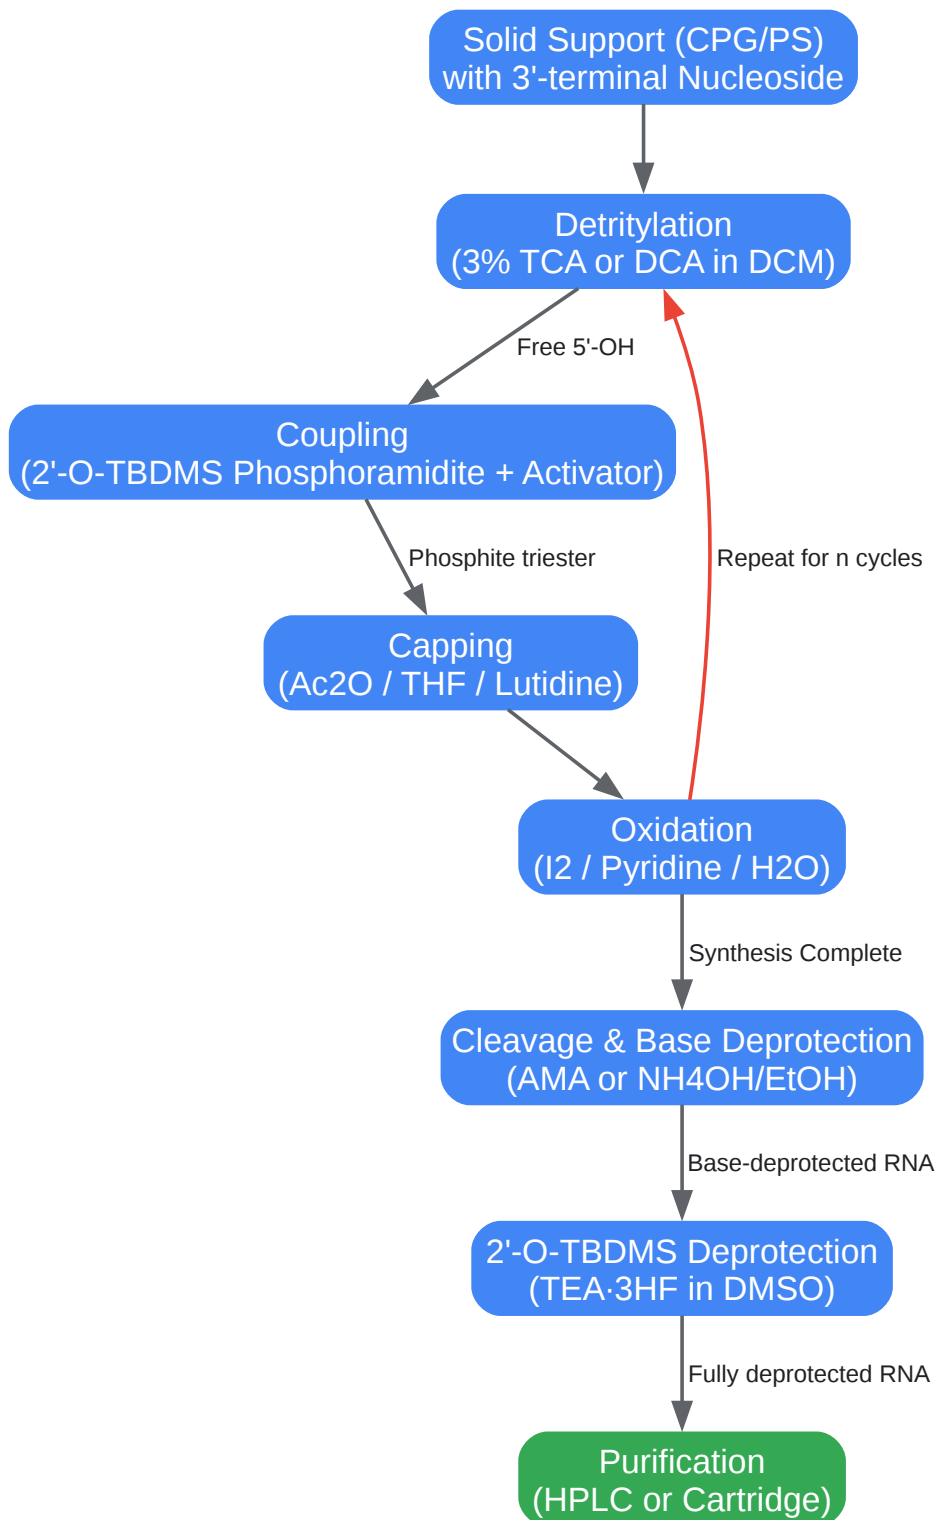 Solid Support (CPG/PS)
with 3'-terminal Nucleoside
Detritylation
(3% TCA or DCA in DCM)
Free 5'-OH
Coupling
(2'-O-TBDMS Phosphoramidite + Activator)
Phosphite triester
Repeat for n cycles
Capping
(Ac2O / THF / Lutidine)
Oxidation
(I2 / Pyridine / H2O)
Synthesis Complete
Cleavage & Base Deprotection
(AMA or NH4OH/EtOH)
Base-deprotected RNA
2'-O-TBDMS Deprotection
(TEA·3HF in DMSO)
Fully deprotected RNA
Purification
(HPLC or Cartridge)